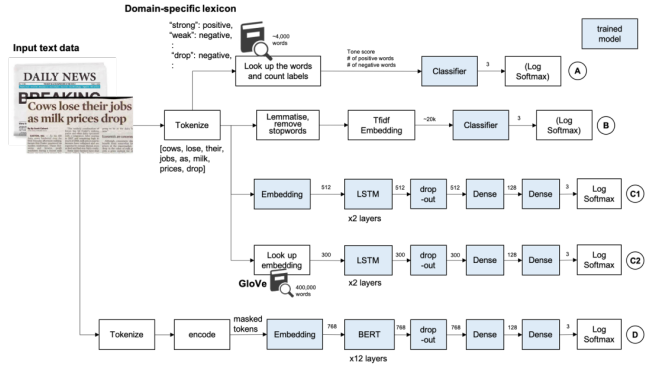 Domain-specific lexicon
"strong": positive,
"weak": negative,
:
"drop": negative,
:
~4,000
words
trained
model
Input text data
DAILY NEWS
BREAKING
Cows lose their jobs
as milk prices drop
Look up the words
and count labels
Tone score
# of positive words
# of negative words
Classifier
3
(Log
Softmax)
A
Tokenize
[cows, lose, their,
jobs, as, milk,
prices, drop]
Lemmatise,
remove
stopwords
Tfidf
Embedding
~20k
Classifier
3
(Log
Softmax)
B
Embedding
512
LSTM
x2 layers
512
drop
-out
512
Dense
128
Dense
3
Log
Softmax
C1
Look up
embedding
GloVe
400,000
words
300
LSTM
x2 layers
300
drop
-out
300
Dense
128
Dense
3
Log
Softmax
C2
Tokenize
encode
masked
tokens
Embedding
768
BERT
x12 layers
768
drop
-out
768
Dense
128
Dense
3
Log
Softmax
D